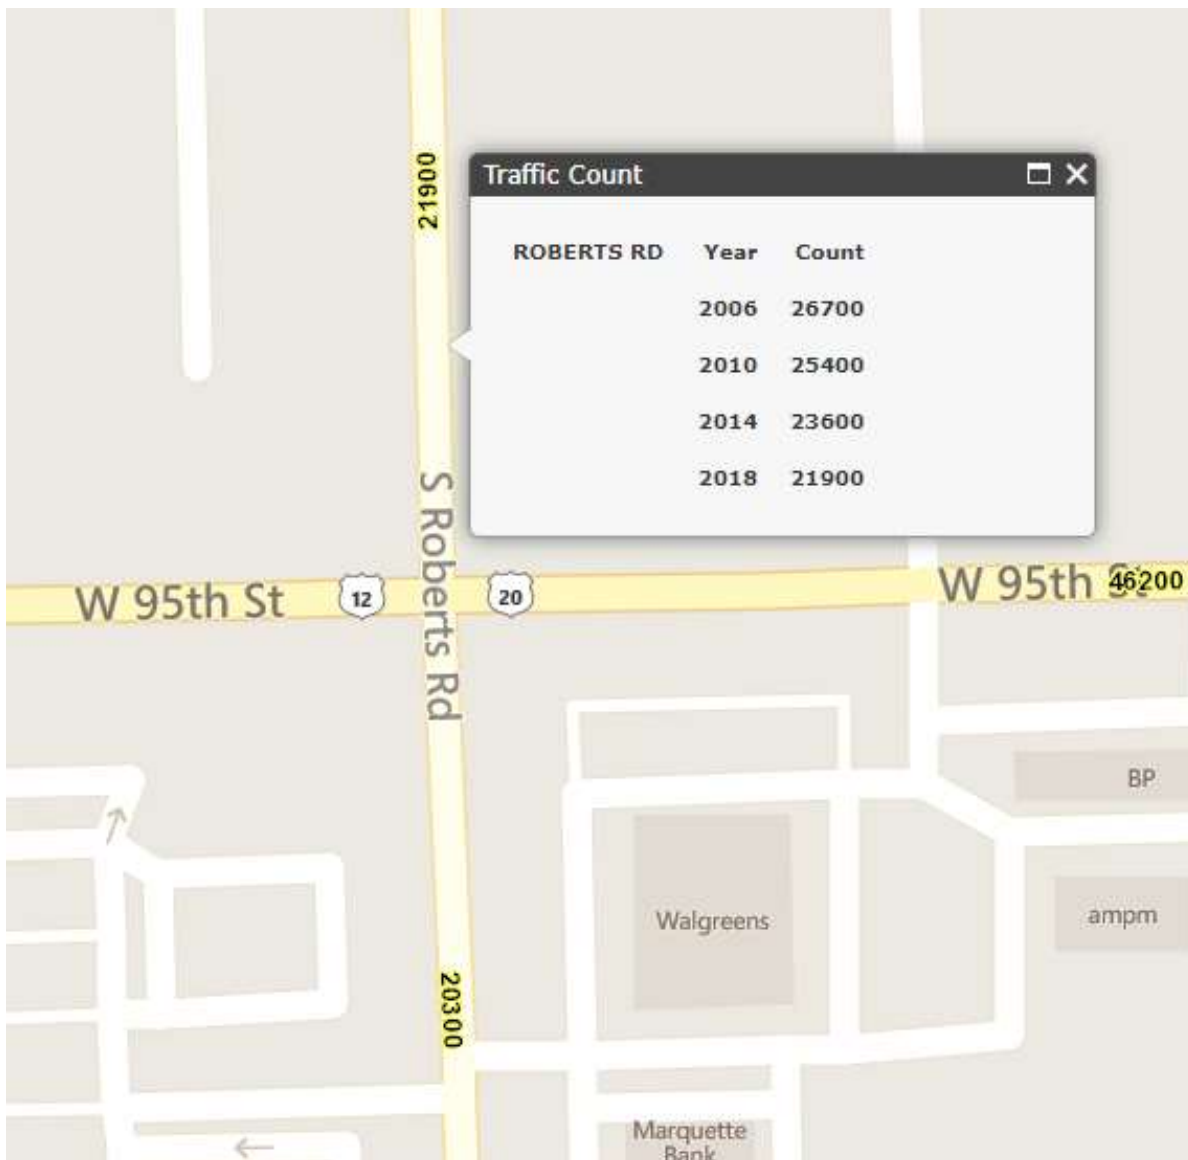 21900
Traffic Count
ROBERTS RD Year Count
2006 26700
2010 25400
2014 23600
2018 21900
S Roberts Rd
W 95th St
12
20
W 95th St
46200
BP
Walgreens
ampm
20300
Marquette
Bank